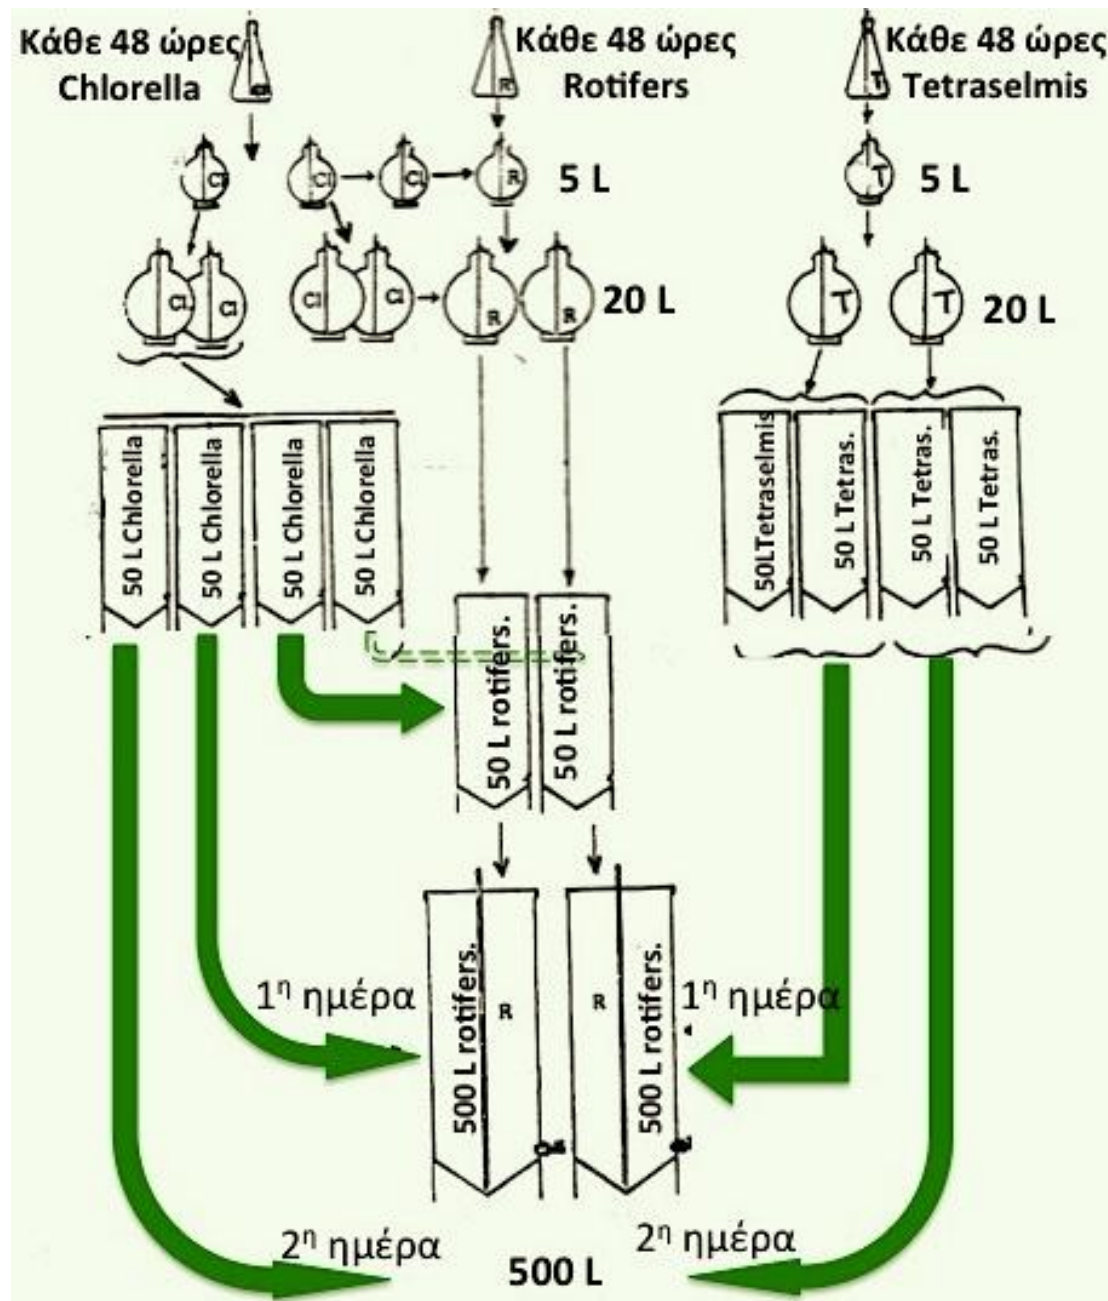 Κάθε 48 ώρες
Chlorella
Κάθε 48 ώρες
Rotifers
Κάθε 48 ώρες
Tetraselmis
R
T
Cl
Cl
Cl
R
5 L
T
5 L
Cl
Cl
Cl
Cl
R
R
20 L
T
T
20 L
50 L Chlorella
50 L Chlorella
50 L Chlorella
50 L Chlorella
50LTetraselmis
50 L Tetras.
50 L Tetras.
50 L Tetras.
50 L rotifers.
50 L rotifers.
1η ημέρα
500 L rotifers.
R
R
500 L rotifers.
1η ημέρα
2η ημέρα
500 L
2η ημέρα